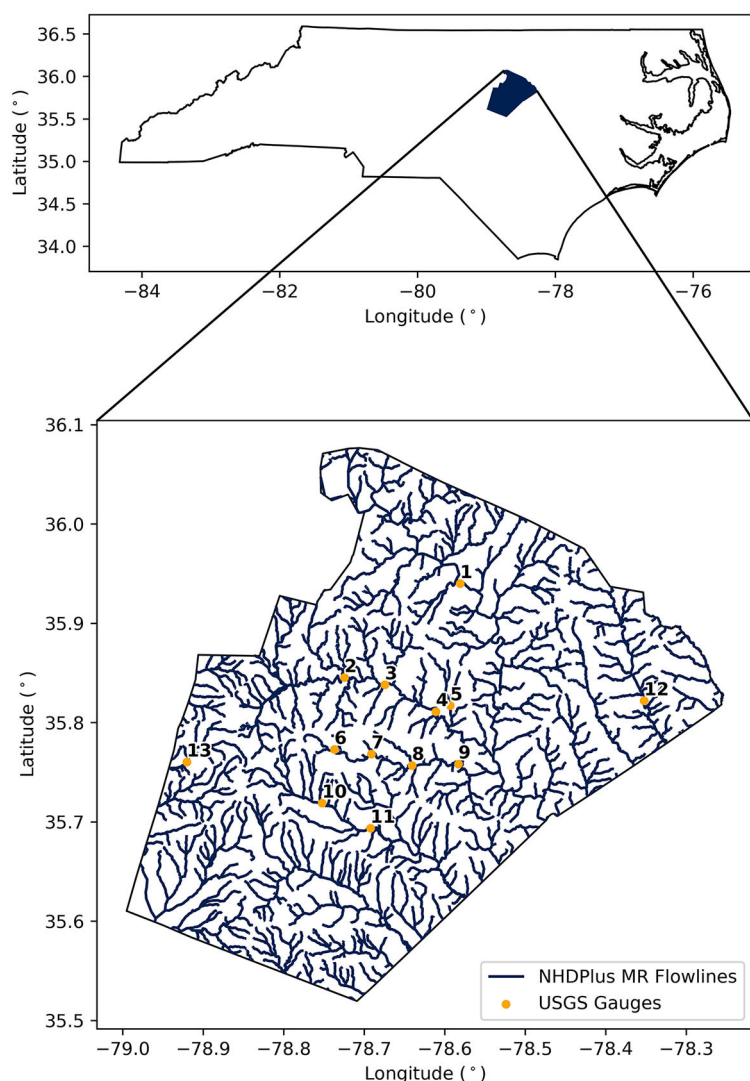 36.5
36.0
35.5
35.0
34.5
34.0
Latitude (°)
−84 −82 −80 −78 −76
Longitude (°)
36.1
36.0
35.9
35.8
35.7
35.6
35.5
Latitude (°)
1
2 3
4 5
12
6 7 8 9
13
10
11
NHDPlus MR Flowlines
USGS Gauges
−79.0 −78.9 −78.8 −78.7 −78.6 −78.5 −78.4 −78.3
Longitude (°)